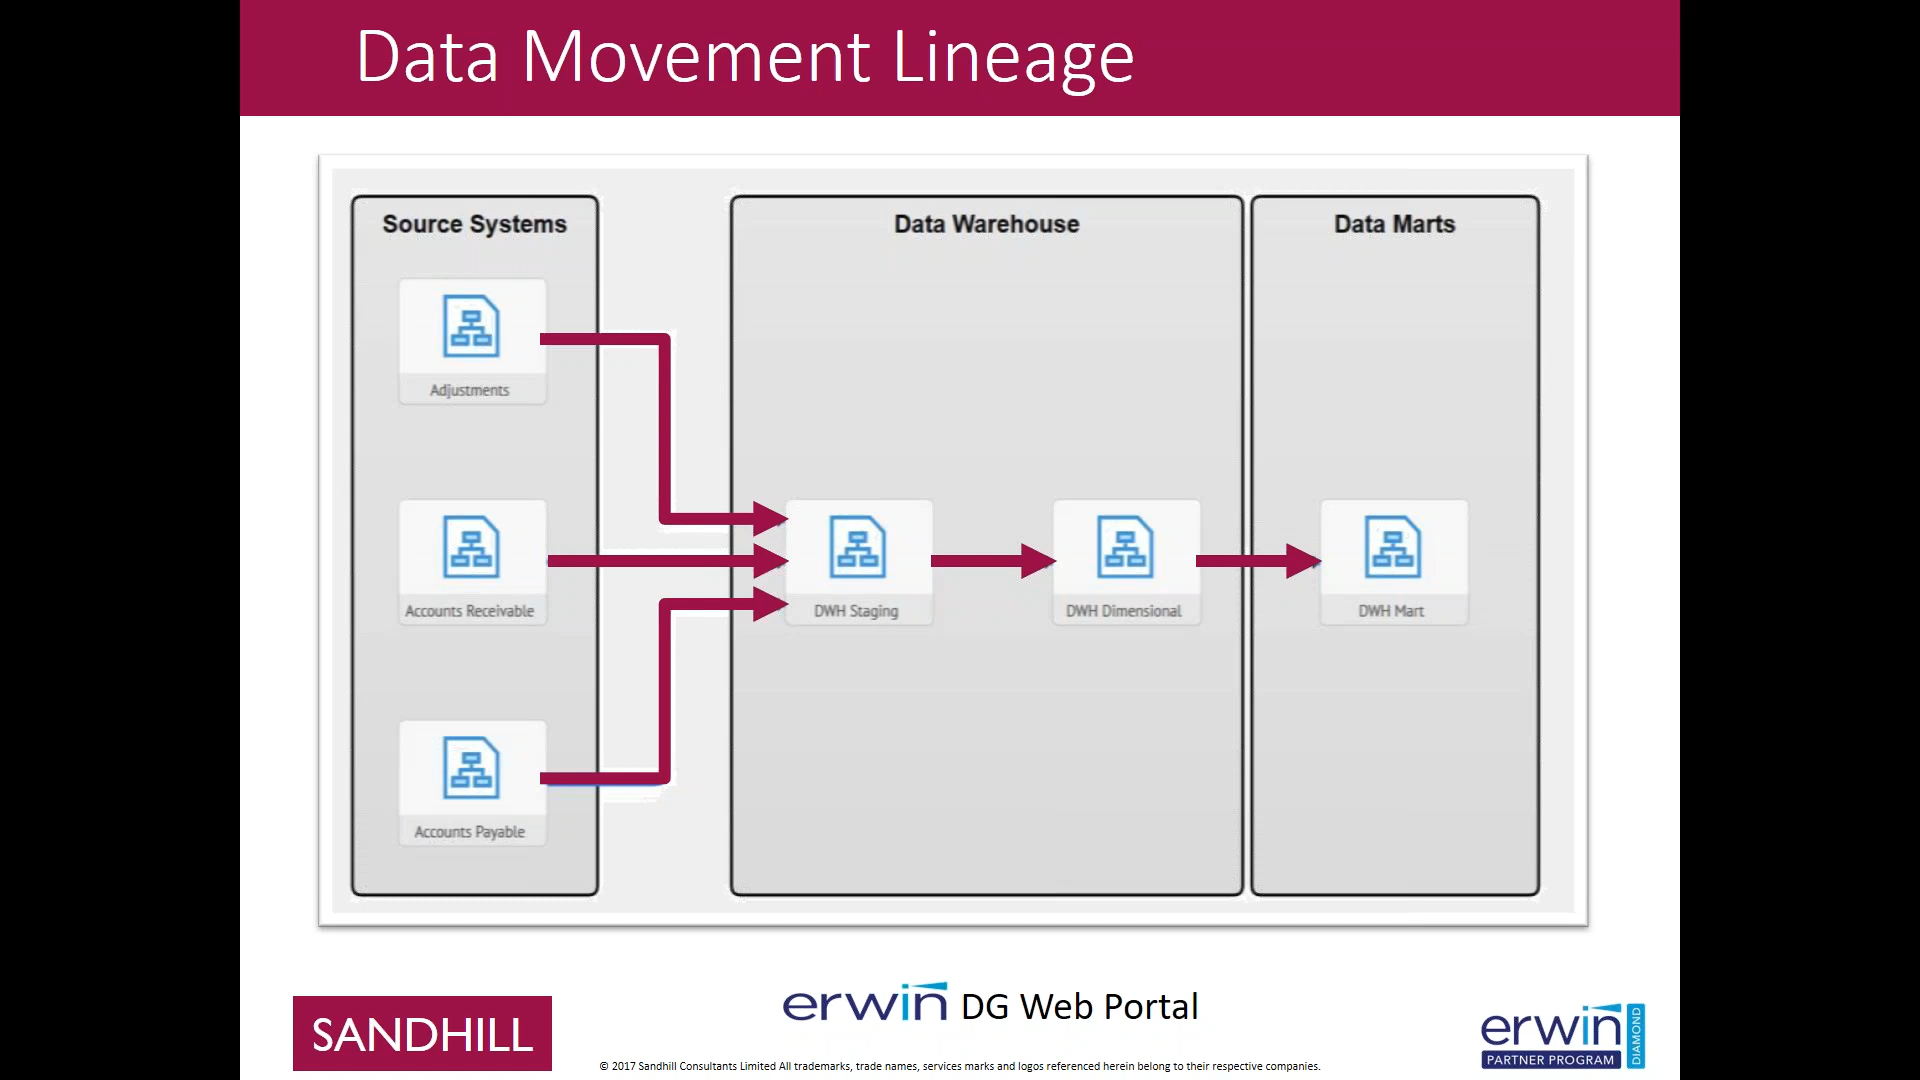 Data Movement Lineage
Source Systems
Data Warehouse
Data Marts
Adjustments
Accounts Receivable
DWH Staging
DWH Dimensional
DWH Mart
Accounts Payable
erwin DG Web Portal
SANDHILL
erwin
PARTNER PROGRAM
DIAMOND
© 2017 Sandhill Consultants Limited All trademarks, trade names, services marks and logos referenced herein belong to their respective companies.